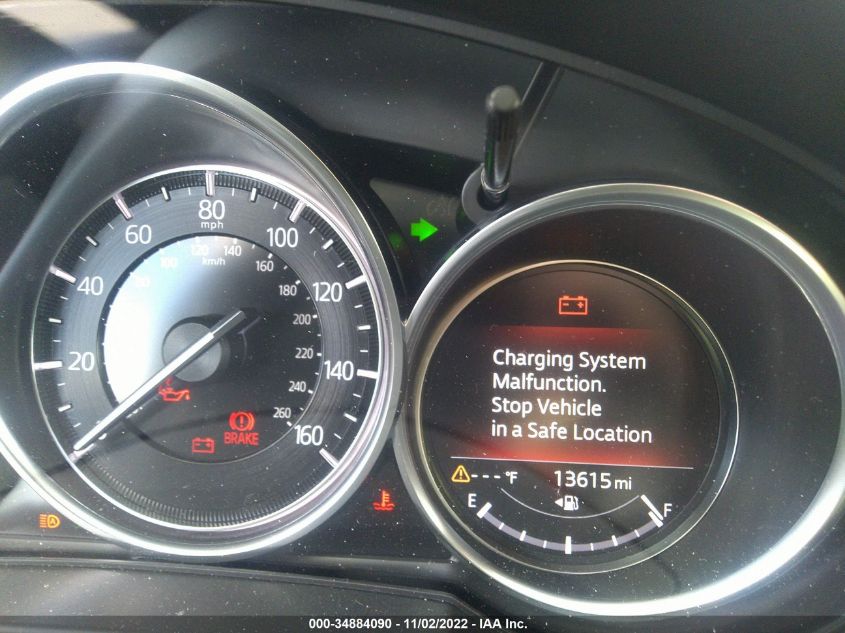 80
mph
60
100
40
120
20
140
160
80
100
120
140
km/h
160
180
200
220
240
260
BRAKE
A
Charging System
Malfunction.
Stop Vehicle
in a Safe Location
---°F
13615 mi
E
F
000-34884090 - 11/02/2022 - IAA Inc.